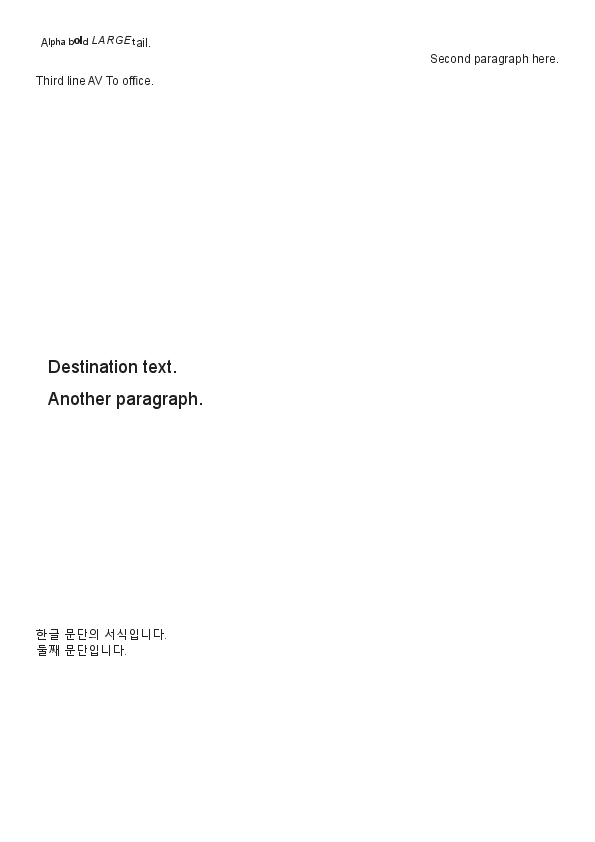 Alpha bold LARGE tail.
Second paragraph here.
Third line AV To office.
Destination text.
Another paragraph.
한글 문단의 서식입니다.
둘째 문단입니다.